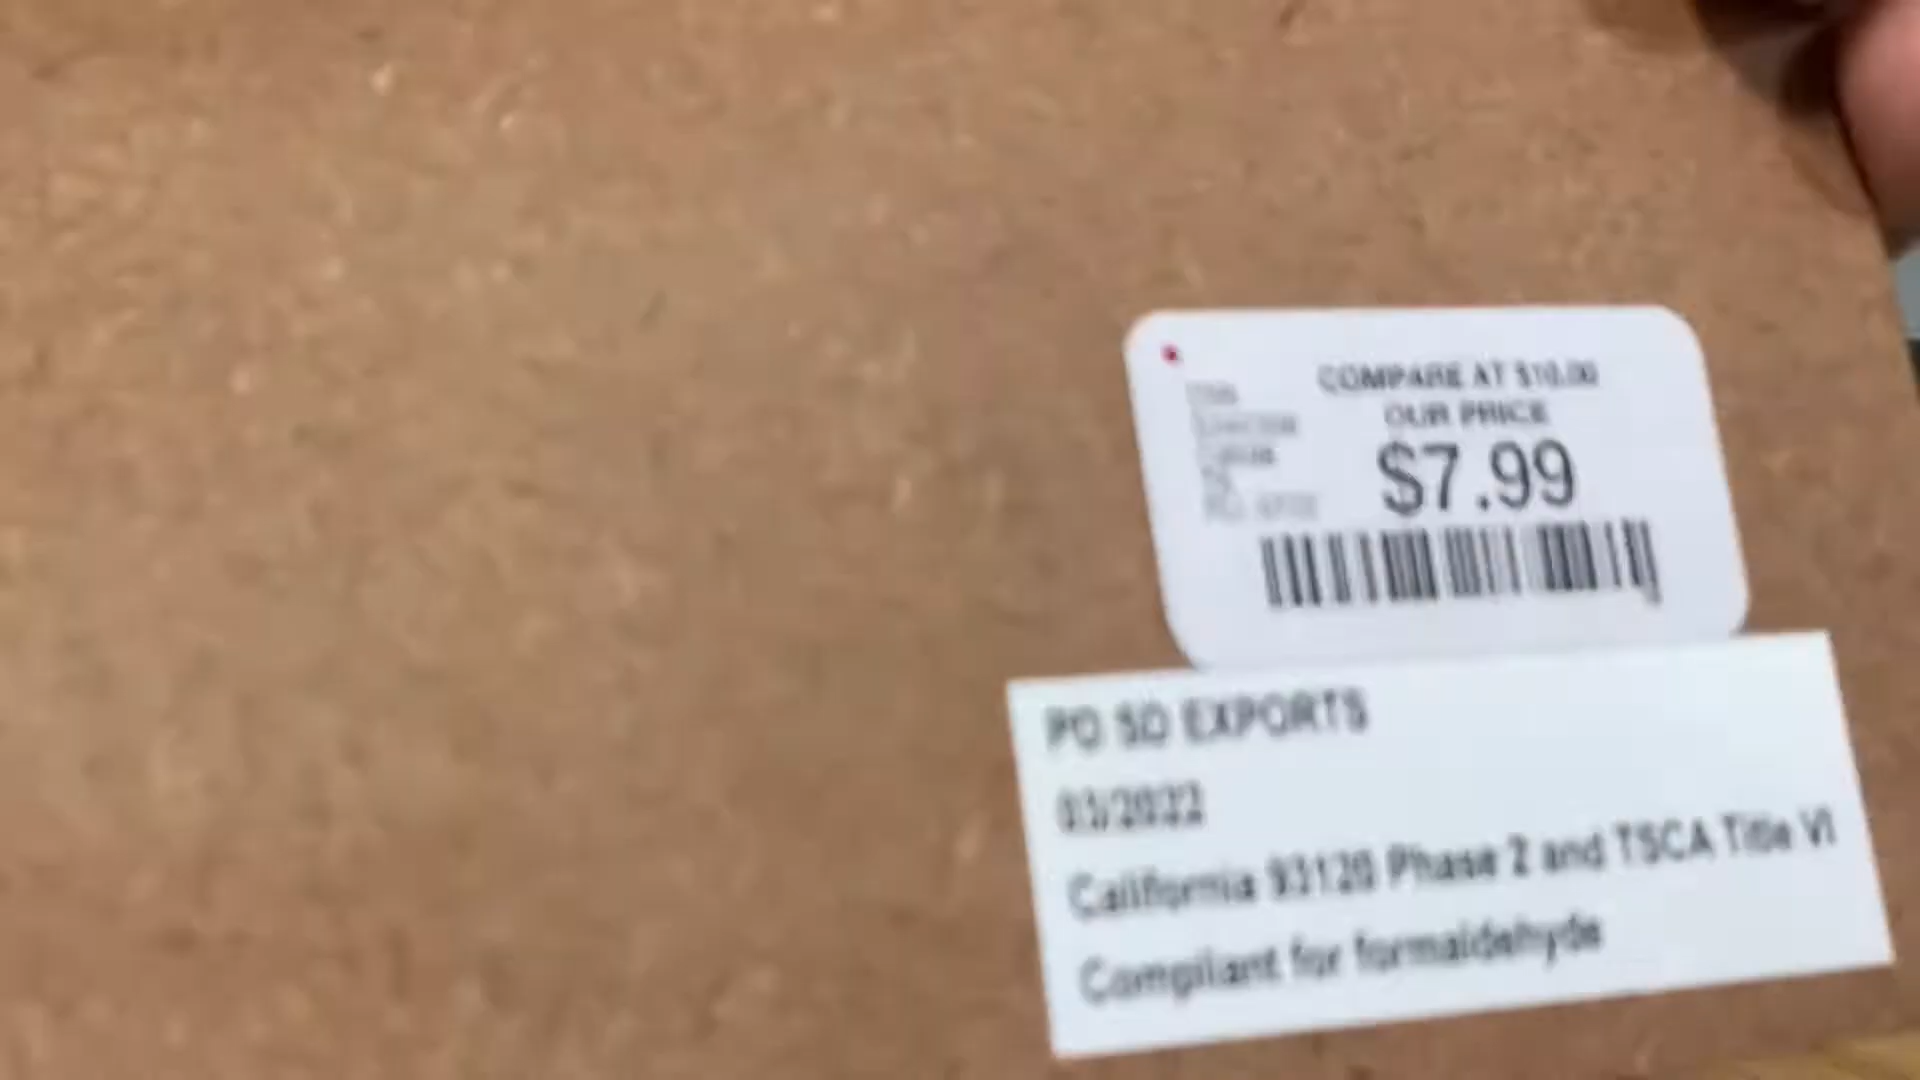 COMPARE AT $10.00
OUR PRICE
$7.99
PO SO EXPORTS
03/2022
California 93120 Phase 2 and TSCA Title VI
Compliant for formaldehyde